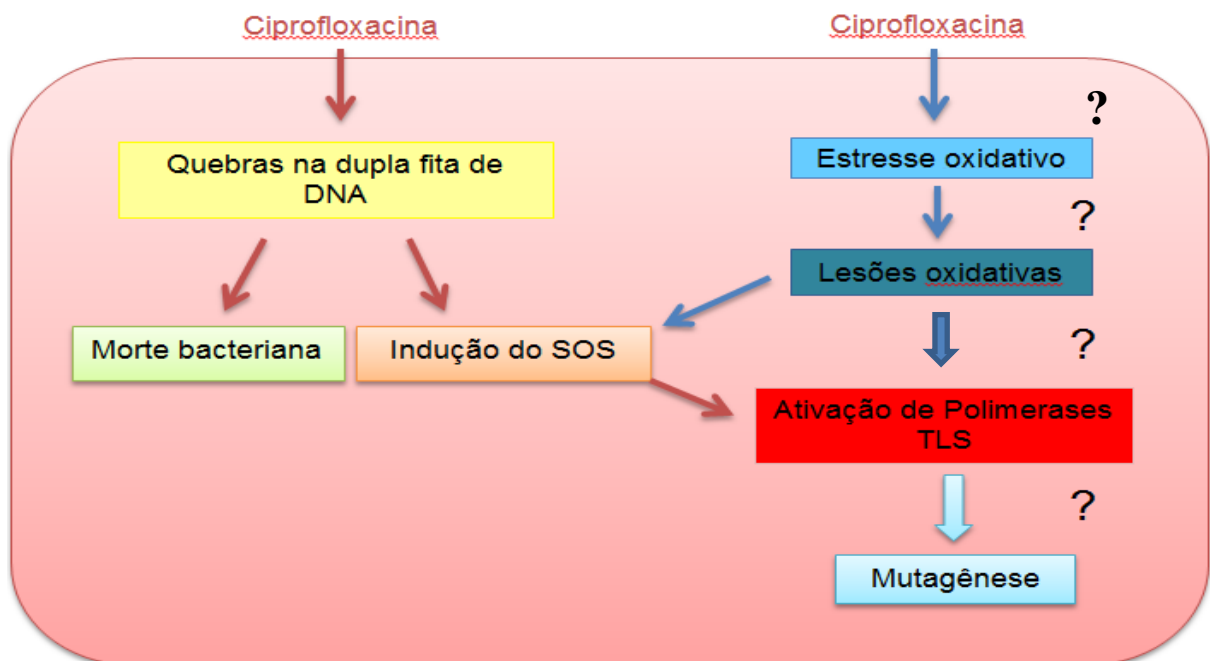 Ciprofloxacina
Ciprofloxacina
?
Quebras na dupla fita de
DNA
Estresse oxidativo
?
Lesões oxidativas
Morte bacteriana
Indução do SOS
?
Ativação de Polimerases
TLS
?
Mutagênese